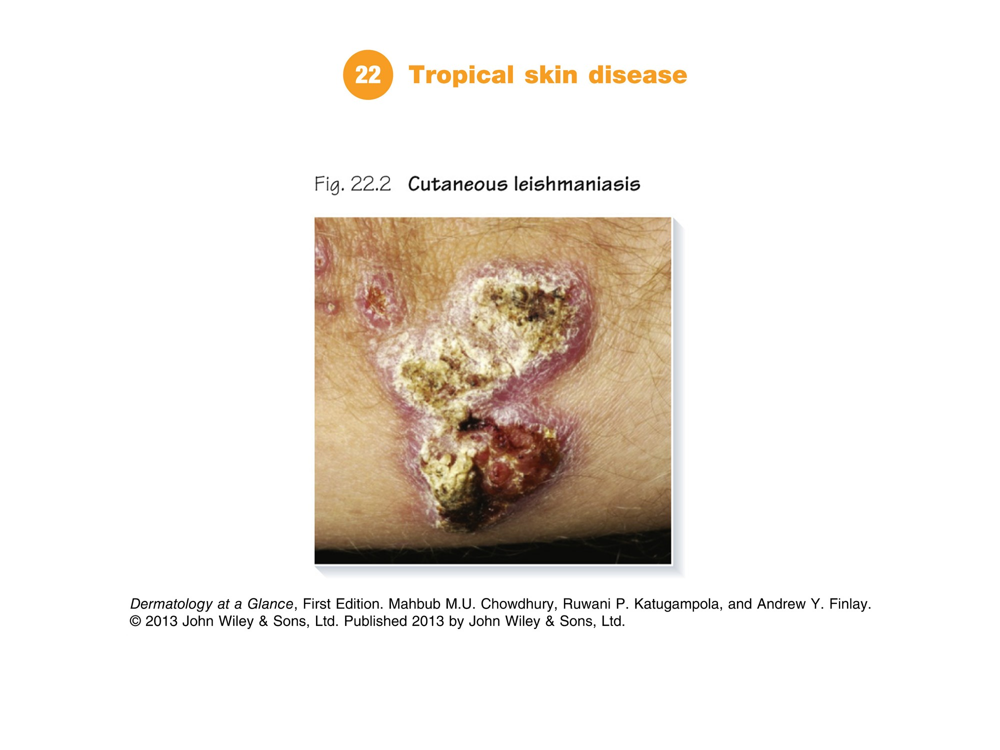 22 Tropical skin disease
Fig. 22.2 Cutaneous leishmaniasis
Dermatology at a Glance, First Edition. Mahbub M.U. Chowdhury, Ruwani P. Katugampola, and Andrew Y. Finlay.
© 2013 John Wiley & Sons, Ltd. Published 2013 by John Wiley & Sons, Ltd.